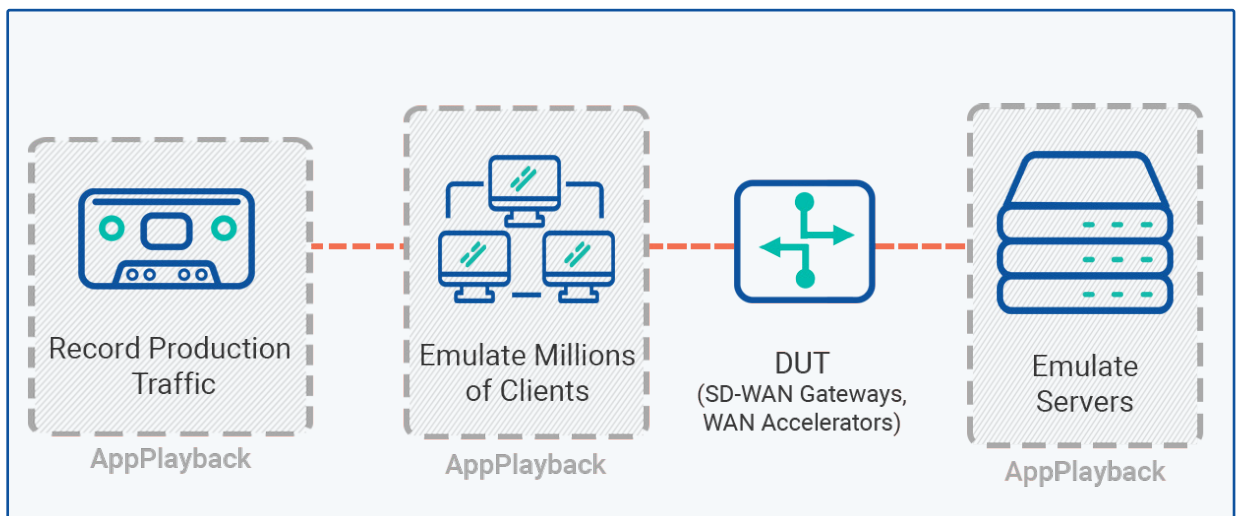 Record Production
Traffic
AppPlayback
Emulate Millions
of Clients
AppPlayback
DUT
(SD-WAN Gateways,
WAN Accelerators)
Emulate
Servers
AppPlayback